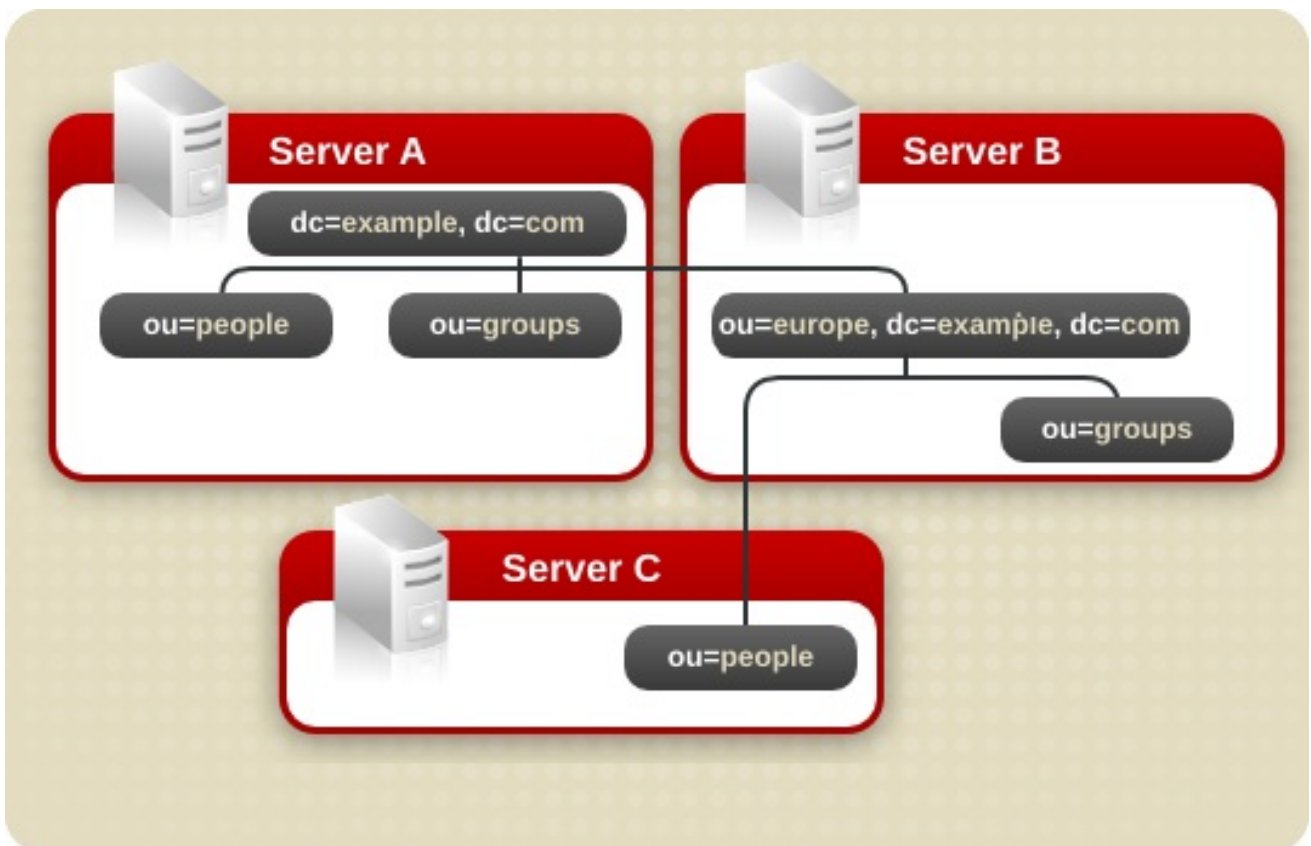 Server A
dc=example, dc=com
ou=people
ou=groups
Server B
ou=europe, dc=example, dc=com
ou=groups
Server C
ou=people